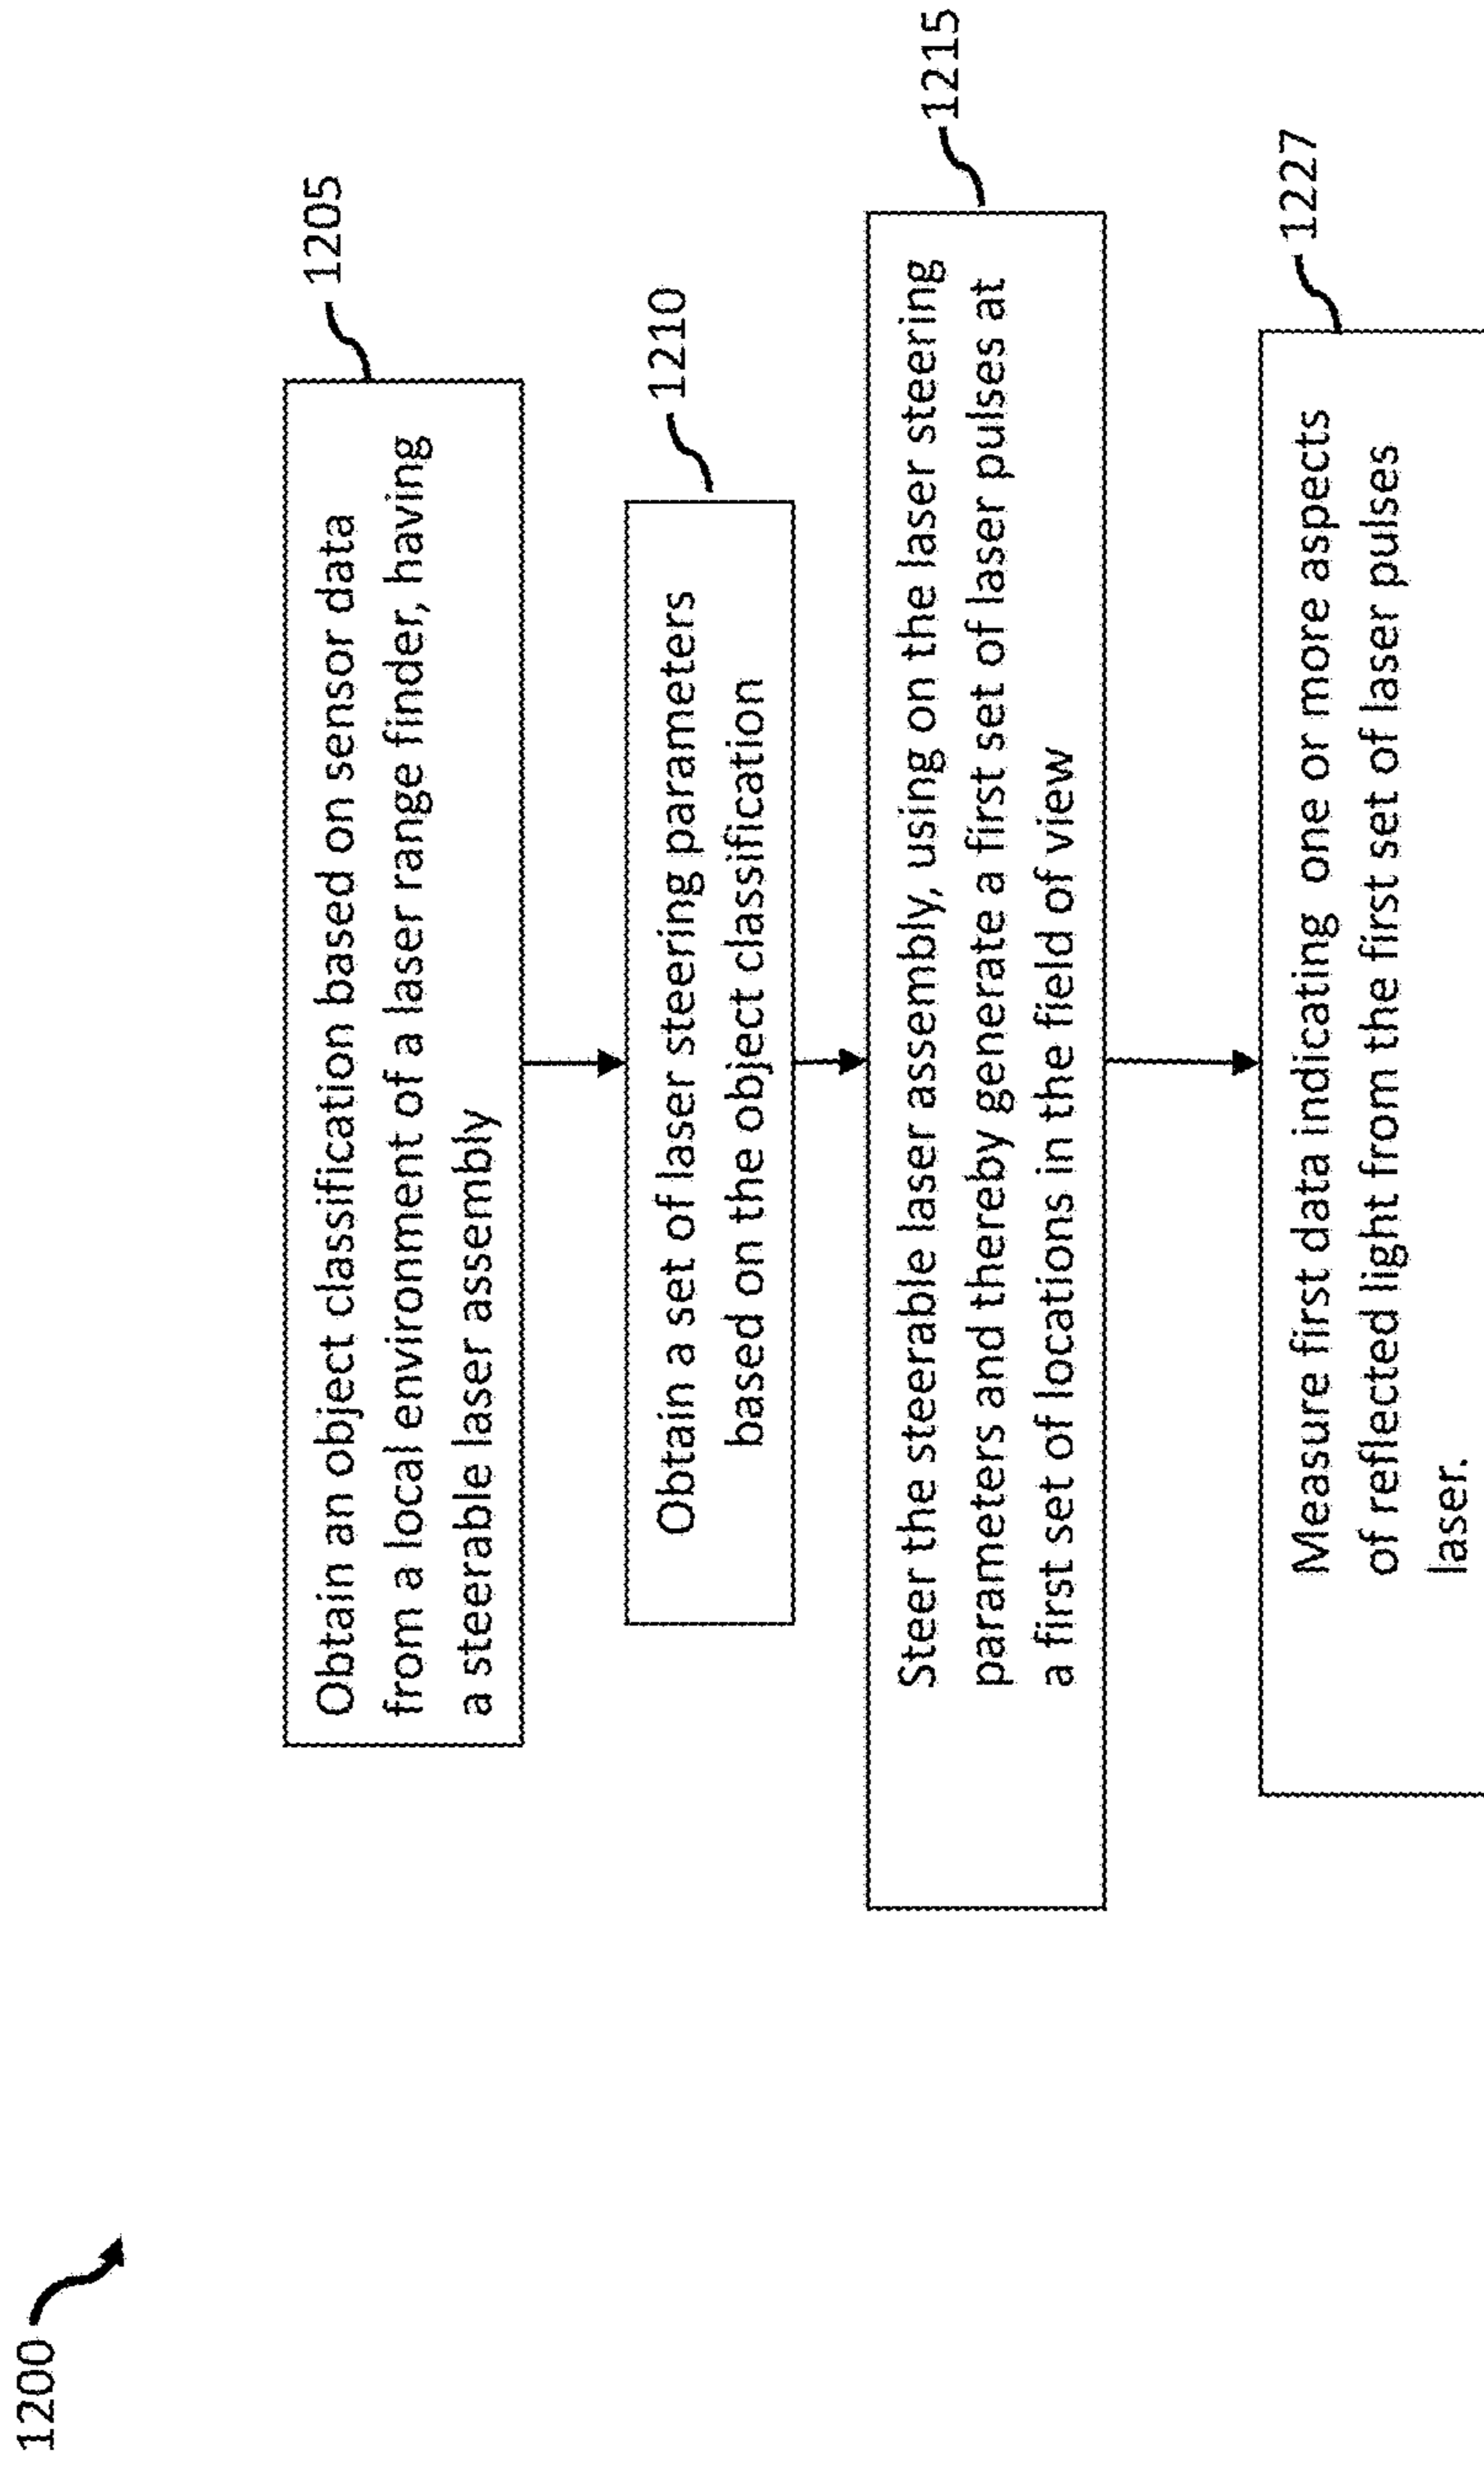 1200
1205
Obtain an object classification based on sensor data
from a local environment of a laser range finder, having
a steerable laser assembly
1210
Obtain a set of laser steering parameters
based on the object classification
1215
Steer the steerable laser assembly, using on the laser steering
parameters and thereby generate a first set of laser pulses at
a first set of locations in the field of view
1227
Measure first data indicating one or more aspects
of reflected light from the first set of laser pulses
laser.